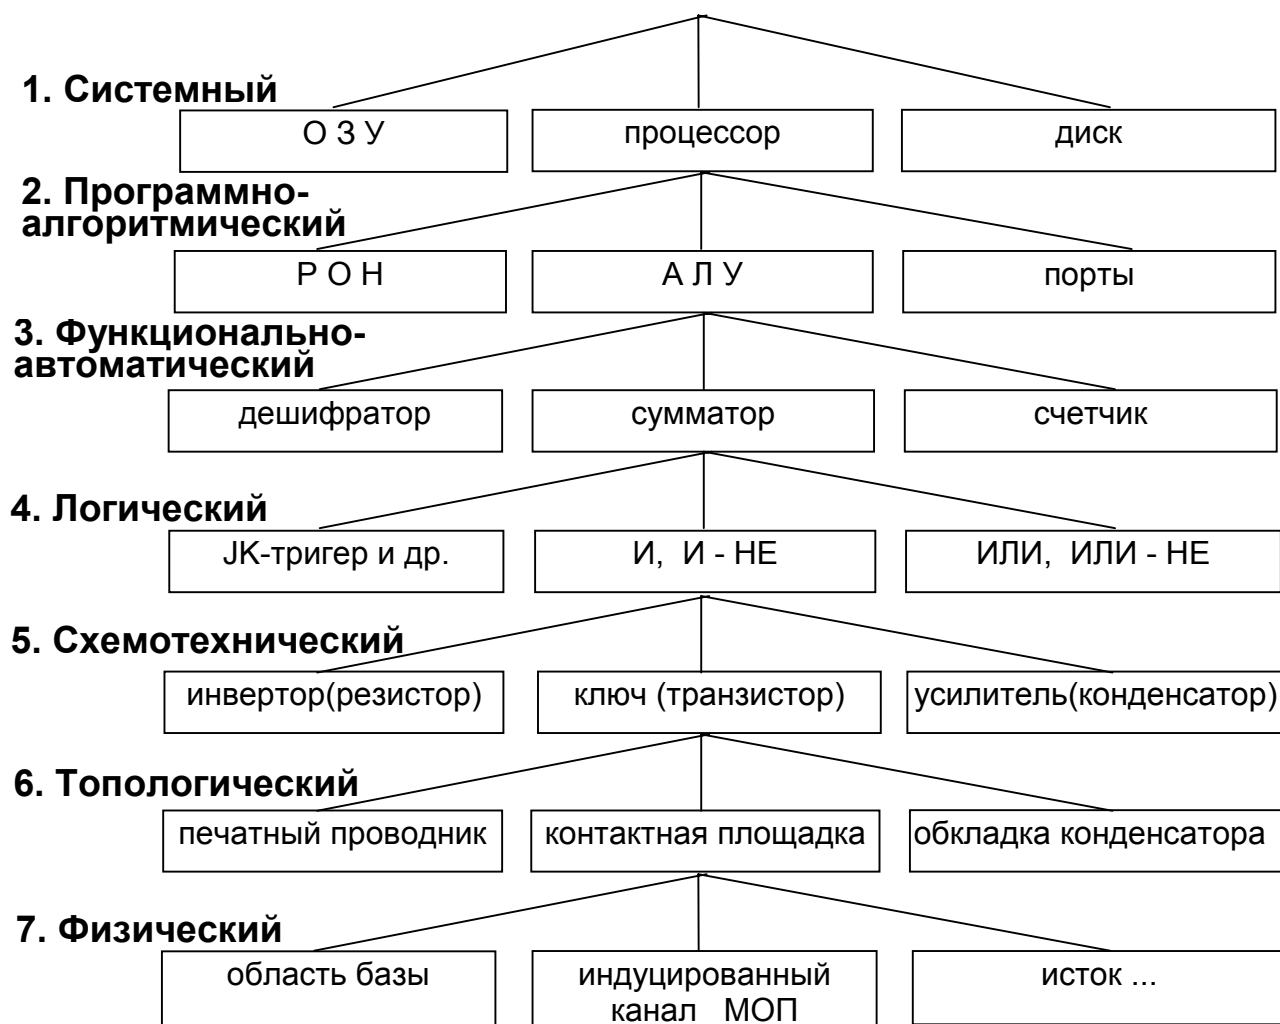 1. Системный
О З У
процессор
диск
2. Программно-
алгоритмический
Р О Н
А Л У
порты
3. Функционально-
автоматический
дешифратор
сумматор
счетчик
4. Логический
JK-тригер и др.
И, И - НЕ
ИЛИ, ИЛИ - НЕ
5. Схемотехнический
инвертор(резистор)
ключ (транзистор)
усилитель(конденсатор)
6. Топологический
печатный проводник
контактная площадка
обкладка конденсатора
7. Физический
область базы
индуцированный
канал МОП
исток ...